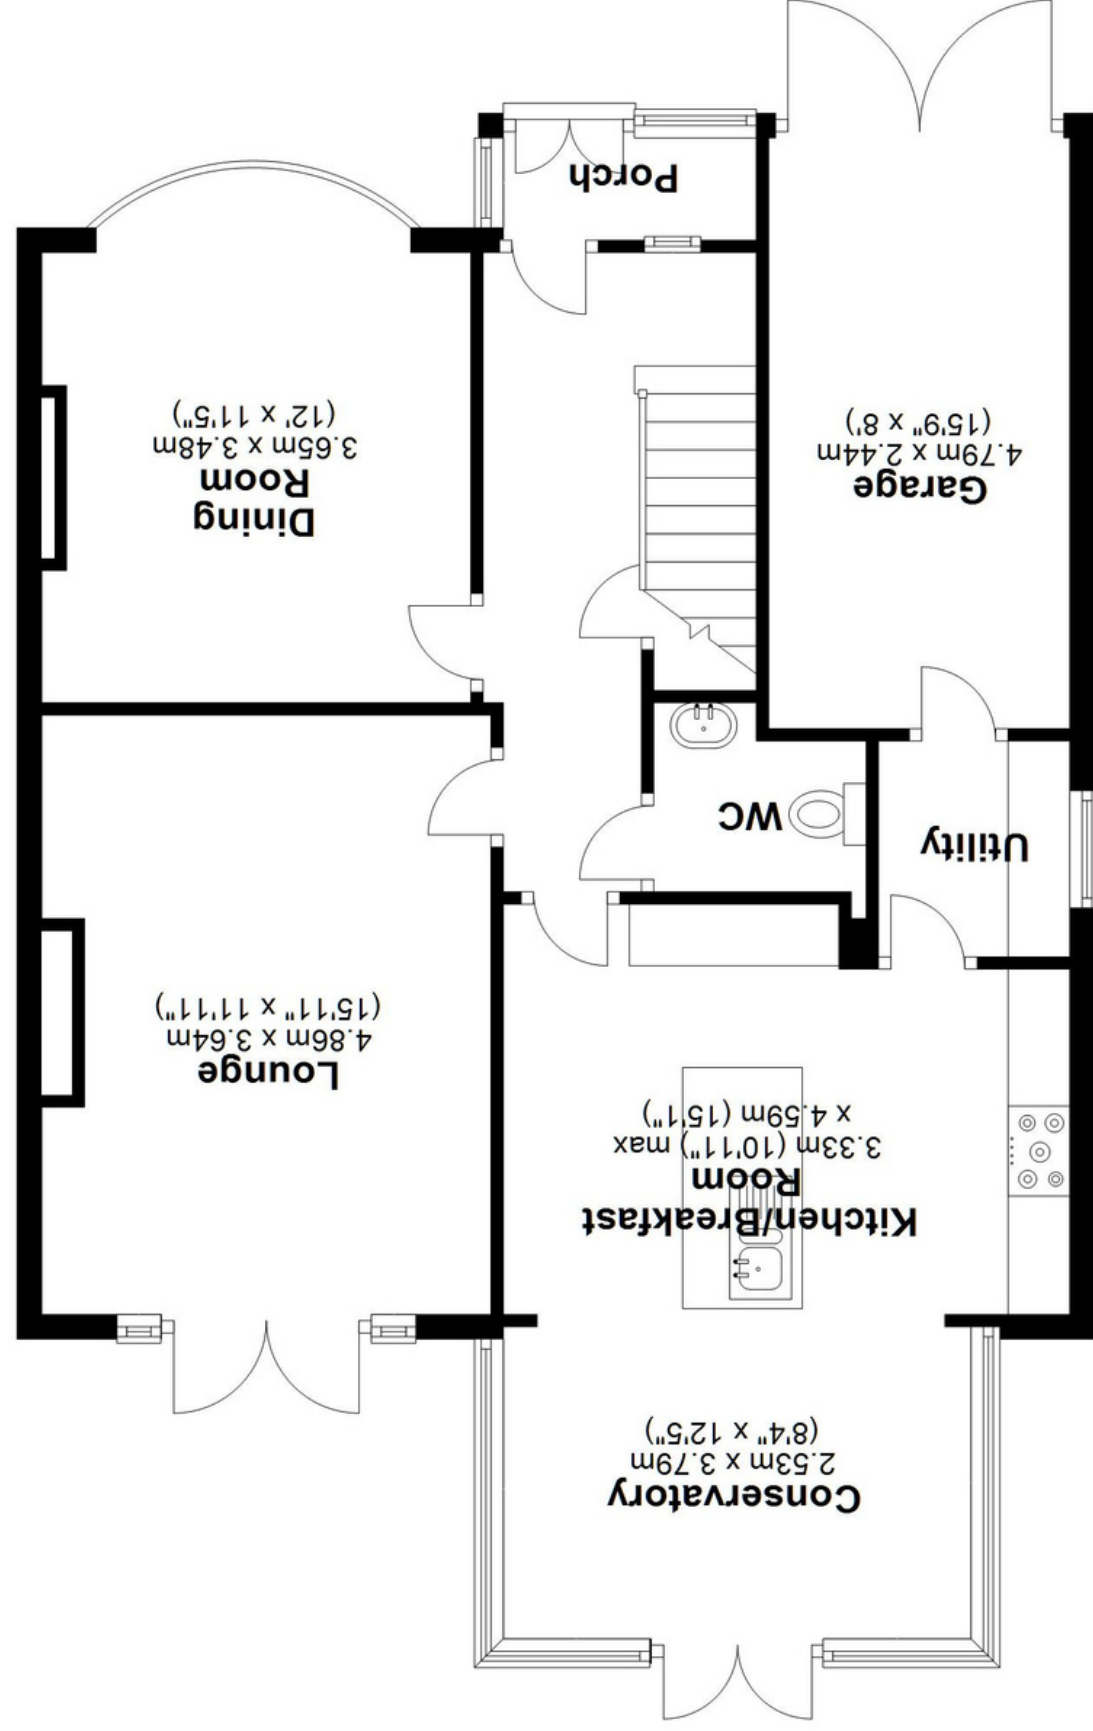 Conservatory
2.53m x 3.79m
(8'4" x 12'5")
Kitchen/Breakfast
Room
3.33m (10'11") max
x 4.59m (15'1")
Lounge
4.86m x 3.64m
(15'11" x 11'11")
Utility
WC
Dining
Room
3.65m x 3.48m
(12' x 11'5")
Garage
4.79m x 2.44m
(15'9" x 8')
Porch